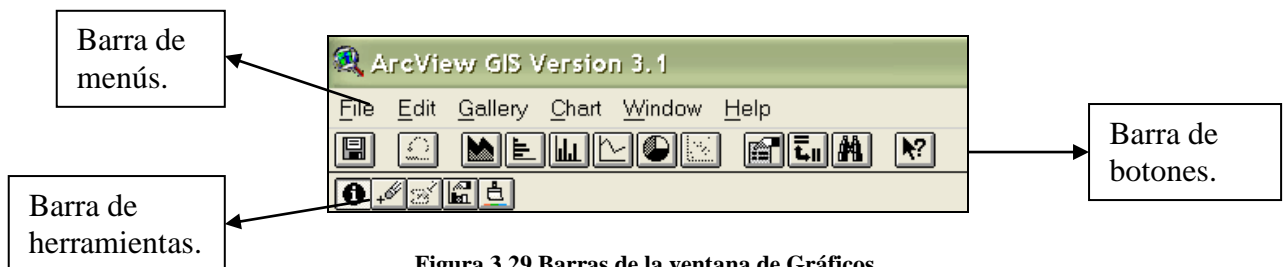 Barra de
menús.
ArcView GIS Version 3.1
File Edit Gallery Chart Window Help
Barra de
botones.
Barra de
herramientas.
Figura 3.29 Barras de la ventana de Gráficos